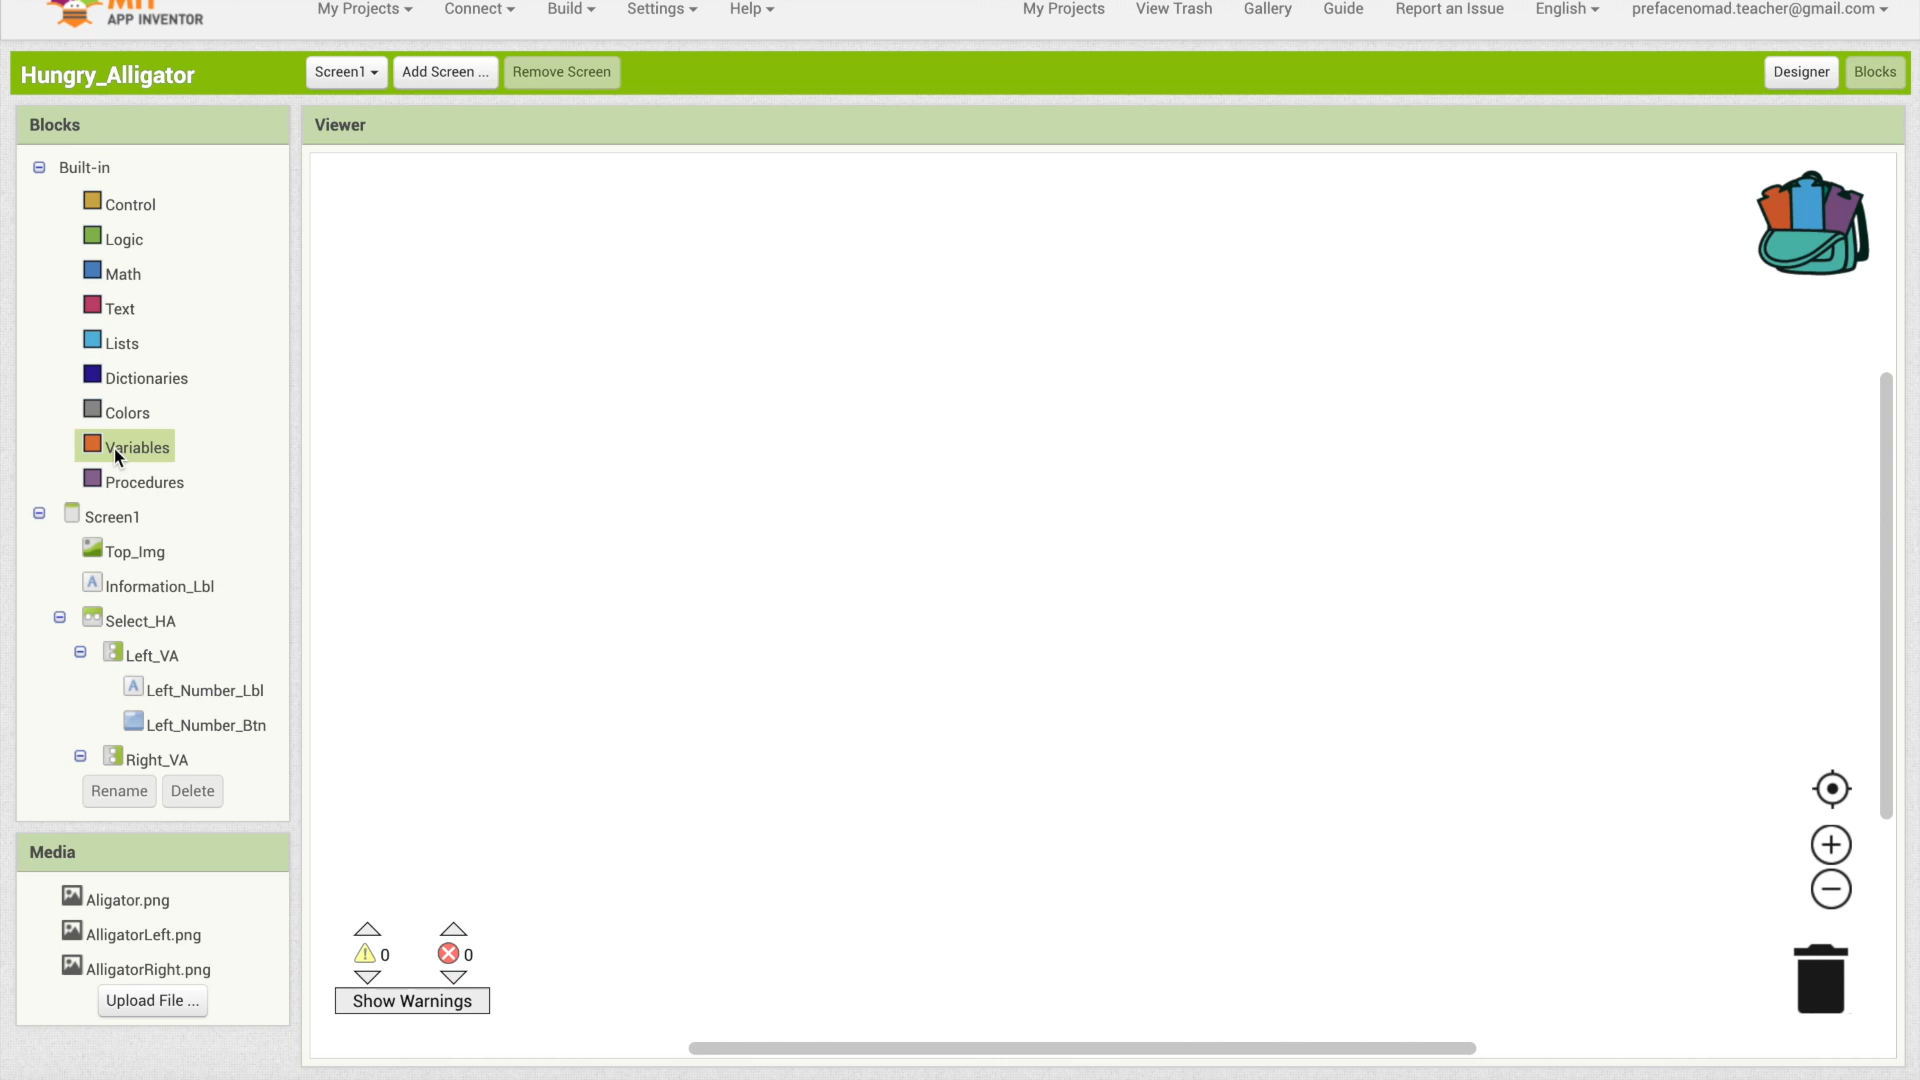 MIT
APP INVENTOR
My Projects Connect Build Settings Help My Projects View Trash Gallery Guide Report an Issue English prefacenomad.teacher@gmail.com
Hungry_Alligator Screen1 Add Screen ... Remove Screen Designer Blocks
Blocks
Viewer
Built-in
Control
Logic
Math
Text
Lists
Dictionaries
Colors
Variables
Procedures
Screen1
Top_Img
Information_Lbl
Select_HA
Left_VA
Left_Number_Lbl
Left_Number_Btn
Right_VA
Rename Delete
Media
Aligator.png
AlligatorLeft.png
AlligatorRight.png
Upload File ...
0 0
Show Warnings